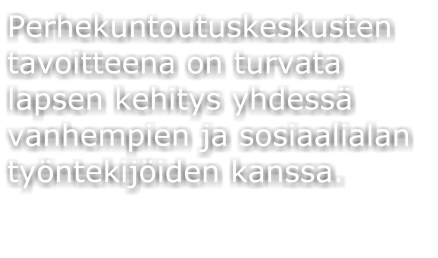 Perhekuntoutuskeskusten
tavoitteena on turvata
lapsen kehitys yhdessä
vanhempien ja sosiaalialan
työntekijöiden kanssa.